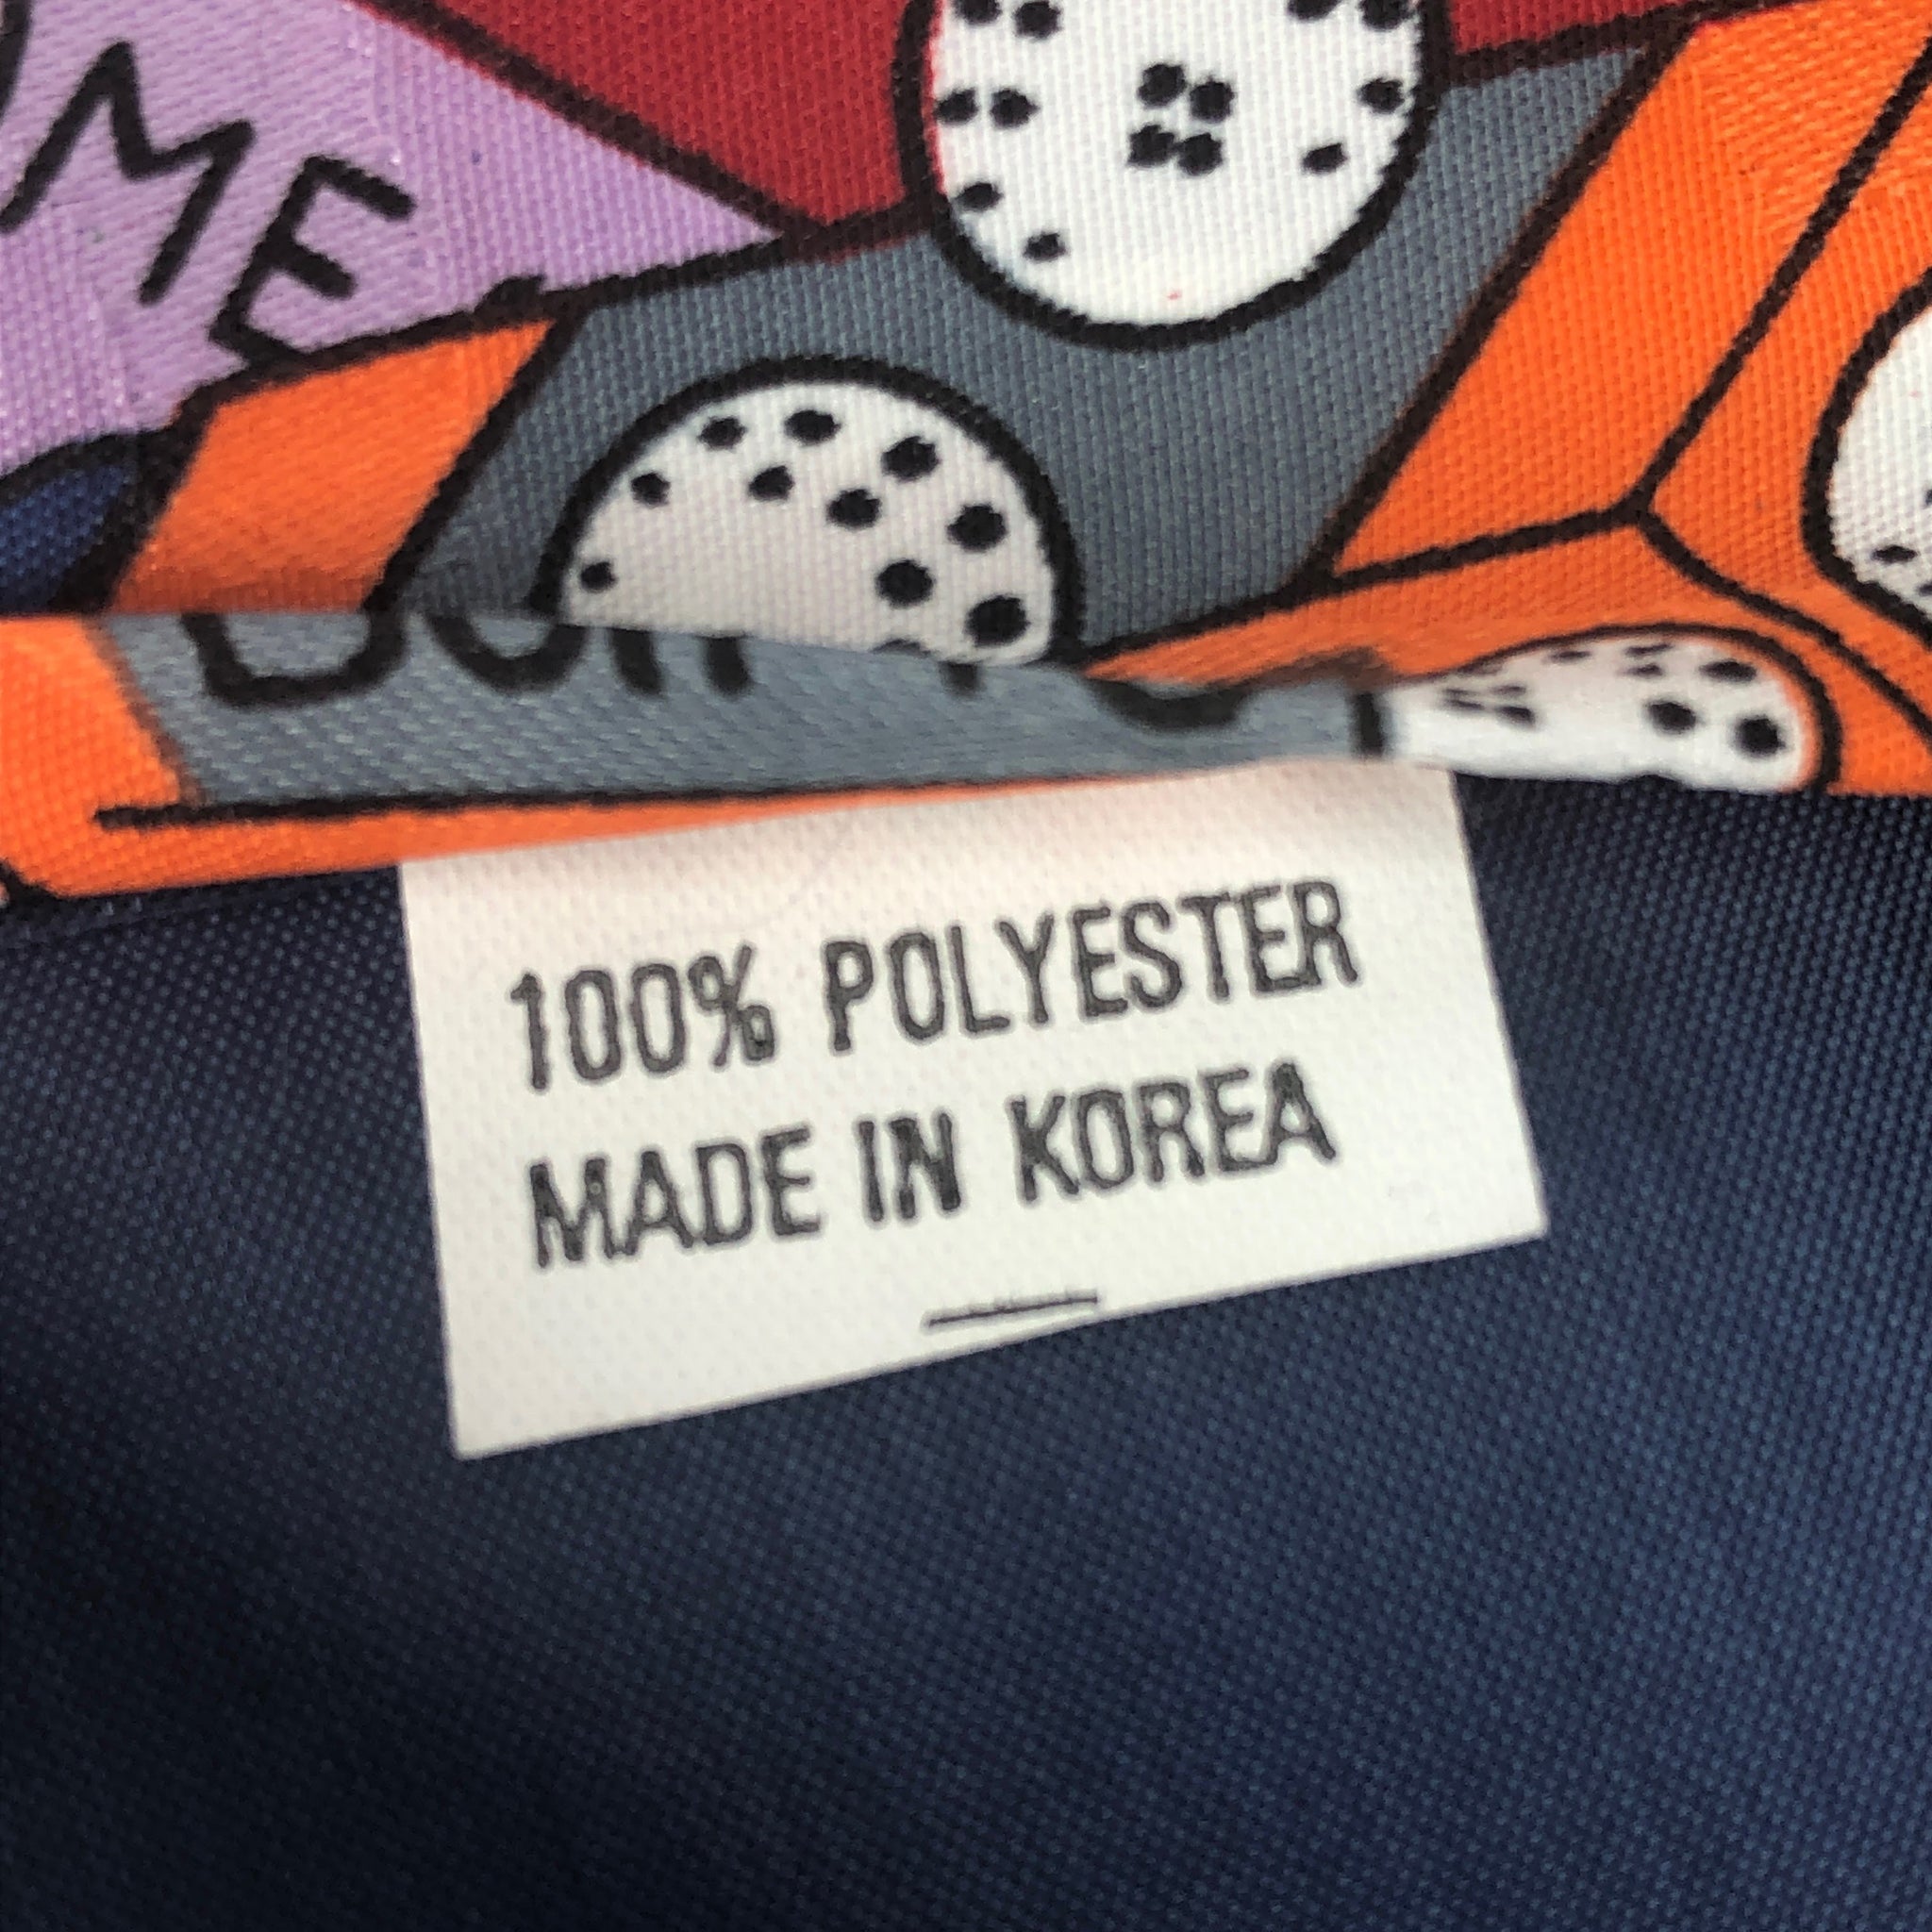 100% POLYESTER
MADE IN KOREA